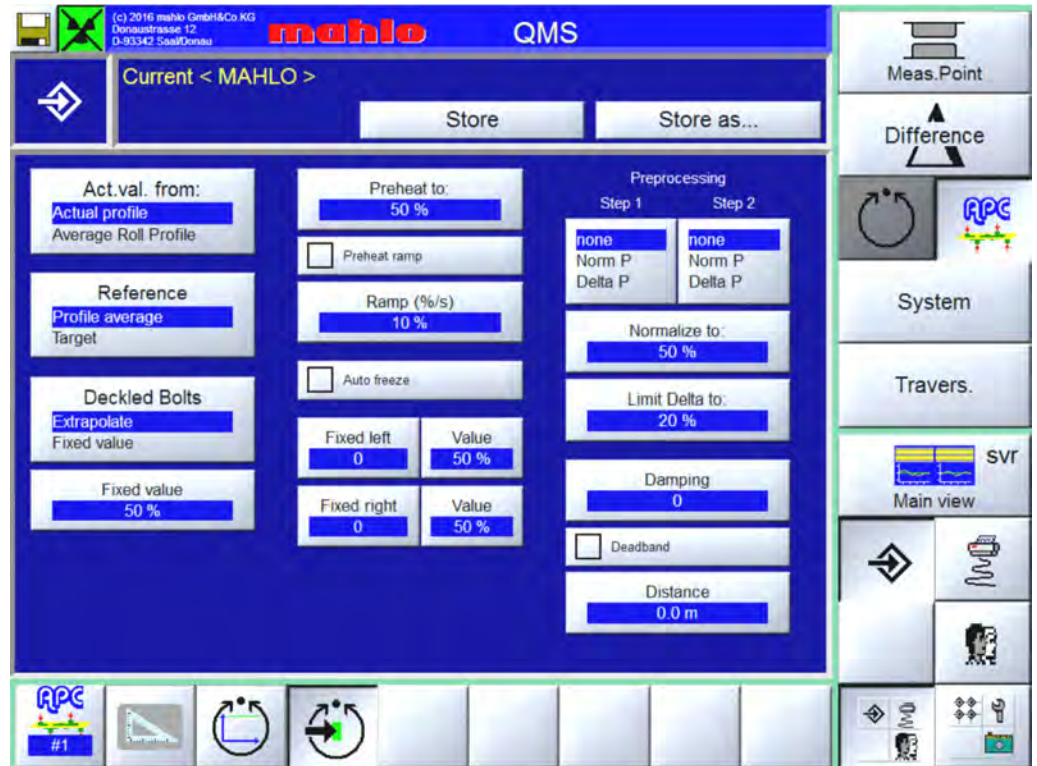 (c) 2016 mahlo GmbH&Co.KG
Donaustrasse 12
D-93342 Saal/Donau
mahlo
QMS
Current < MAHLO >
Store
Store as...
Act.val. from:
Actual profile
Average Roll Profile
Reference
Profile average
Target
Deckled Bolts
Extrapolate
Fixed value
Fixed value
50 %
Preheat to:
50 %
Preheat ramp
Ramp (%/s)
10 %
Auto freeze
Fixed left
0
Value
50 %
Fixed right
0
Value
50 %
Preprocessing
Step 1
Step 2
none
Norm P
Delta P
none
Norm P
Delta P
Normalize to:
50 %
Limit Delta to:
20 %
Damping
0
Deadband
Distance
0.0 m
Meas.Point
Difference
APC
System
Travers.
svr
Main view
APC
#1